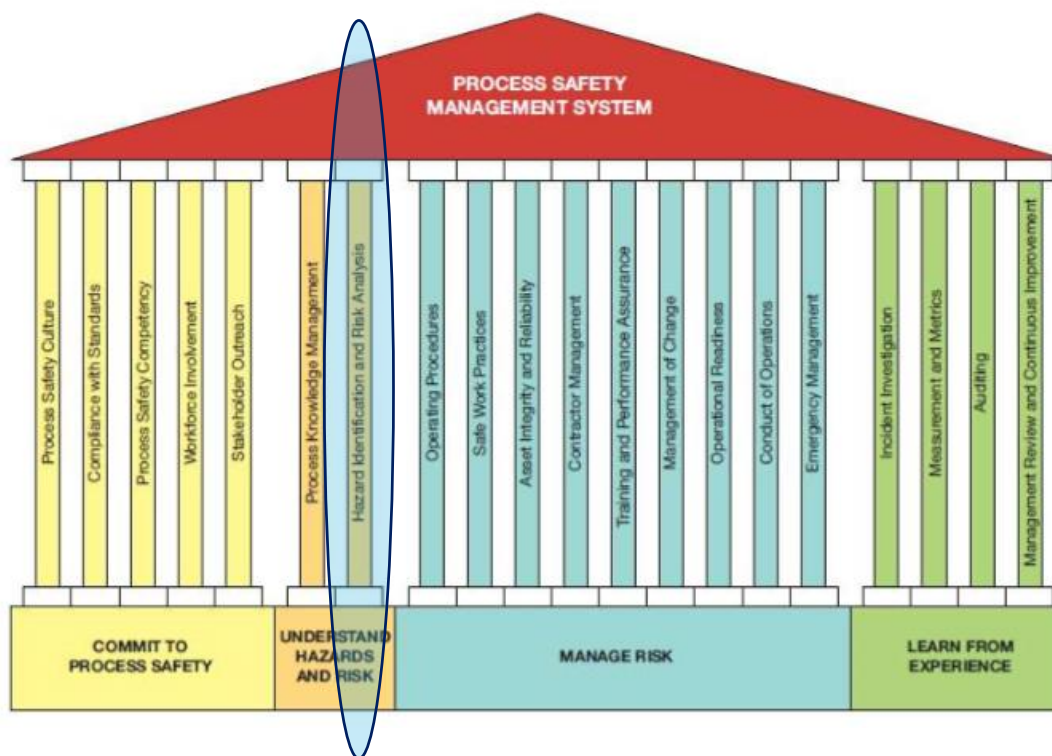 PROCESS SAFETY
MANAGEMENT SYSTEM
Process Safety Culture
Compliance with Standards
Process Safety Competency
Workforce Involvement
Stakeholder Outreach
Process Knowledge Management
Hazard Identification and Risk Analysis
Operating Procedures
Safe Work Practices
Asset Integrity and Reliability
Contractor Management
Training and Performance Assurance
Management of Change
Operational Readiness
Conduct of Operations
Emergency Management
Incident Investigation
Measurement and Metrics
Auditing
Management Review and Continuous Improvement
COMMIT TO
PROCESS SAFETY
UNDERSTAND
HAZARDS
AND RISK
MANAGE RISK
LEARN FROM
EXPERIENCE